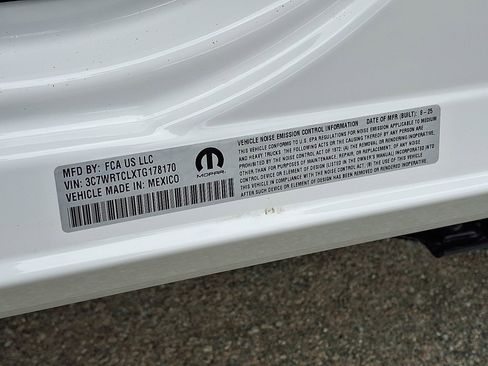 MFD BY: FCA US LLC
VIN: 3C7WRTCLXTG178170
VEHICLE MADE IN: MEXICO
MOPAR.
VEHICLE NOISE EMISSION CONTROL INFORMATION DATE OF MFR (BUILT): 8 - 25
THIS VEHICLE CONFORMS TO U.S. EPA REGULATIONS FOR NOISE EMISSION APPLICABLE TO MEDIUM
AND HEAVY TRUCKS. THE FOLLOWING ACTS OR THE CAUSING THEREOF BY ANY PERSON ARE
PROHIBITED BY THE NOISE CONTROL ACT OF 1972: (A) THE REMOVAL OR RENDERING INOPERATIVE,
OTHER THAN FOR PURPOSES OF MAINTENANCE, REPAIR, OR REPLACEMENT, OF ANY NOISE CONTROL
DEVICE OR ELEMENT OF DESIGN (LISTED IN THE OWNER'S MANUAL) INCORPORATED INTO
THIS VEHICLE IN COMPLIANCE WITH THE NOISE CONTROL ACT; (B) THE USE OF THIS VEHICLE
AFTER SUCH DEVICE OR ELEMENT OF DESIGN HAS BEEN REMOVED OR RENDERED INOPERATIVE.